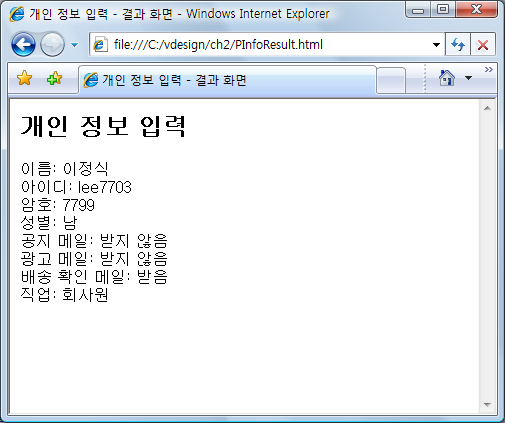 개인 정보 입력 - 결과 화면 - Windows Internet Explorer
file:///C:/vdesign/ch2/PInfoResult.html
개인 정보 입력 - 결과 화면
개인 정보 입력
이름: 이정식
아이디: lee7703
암호: 7799
성별: 남
공지 메일: 받지 않음
광고 메일: 받지 않음
배송 확인 메일: 받음
직업: 회사원